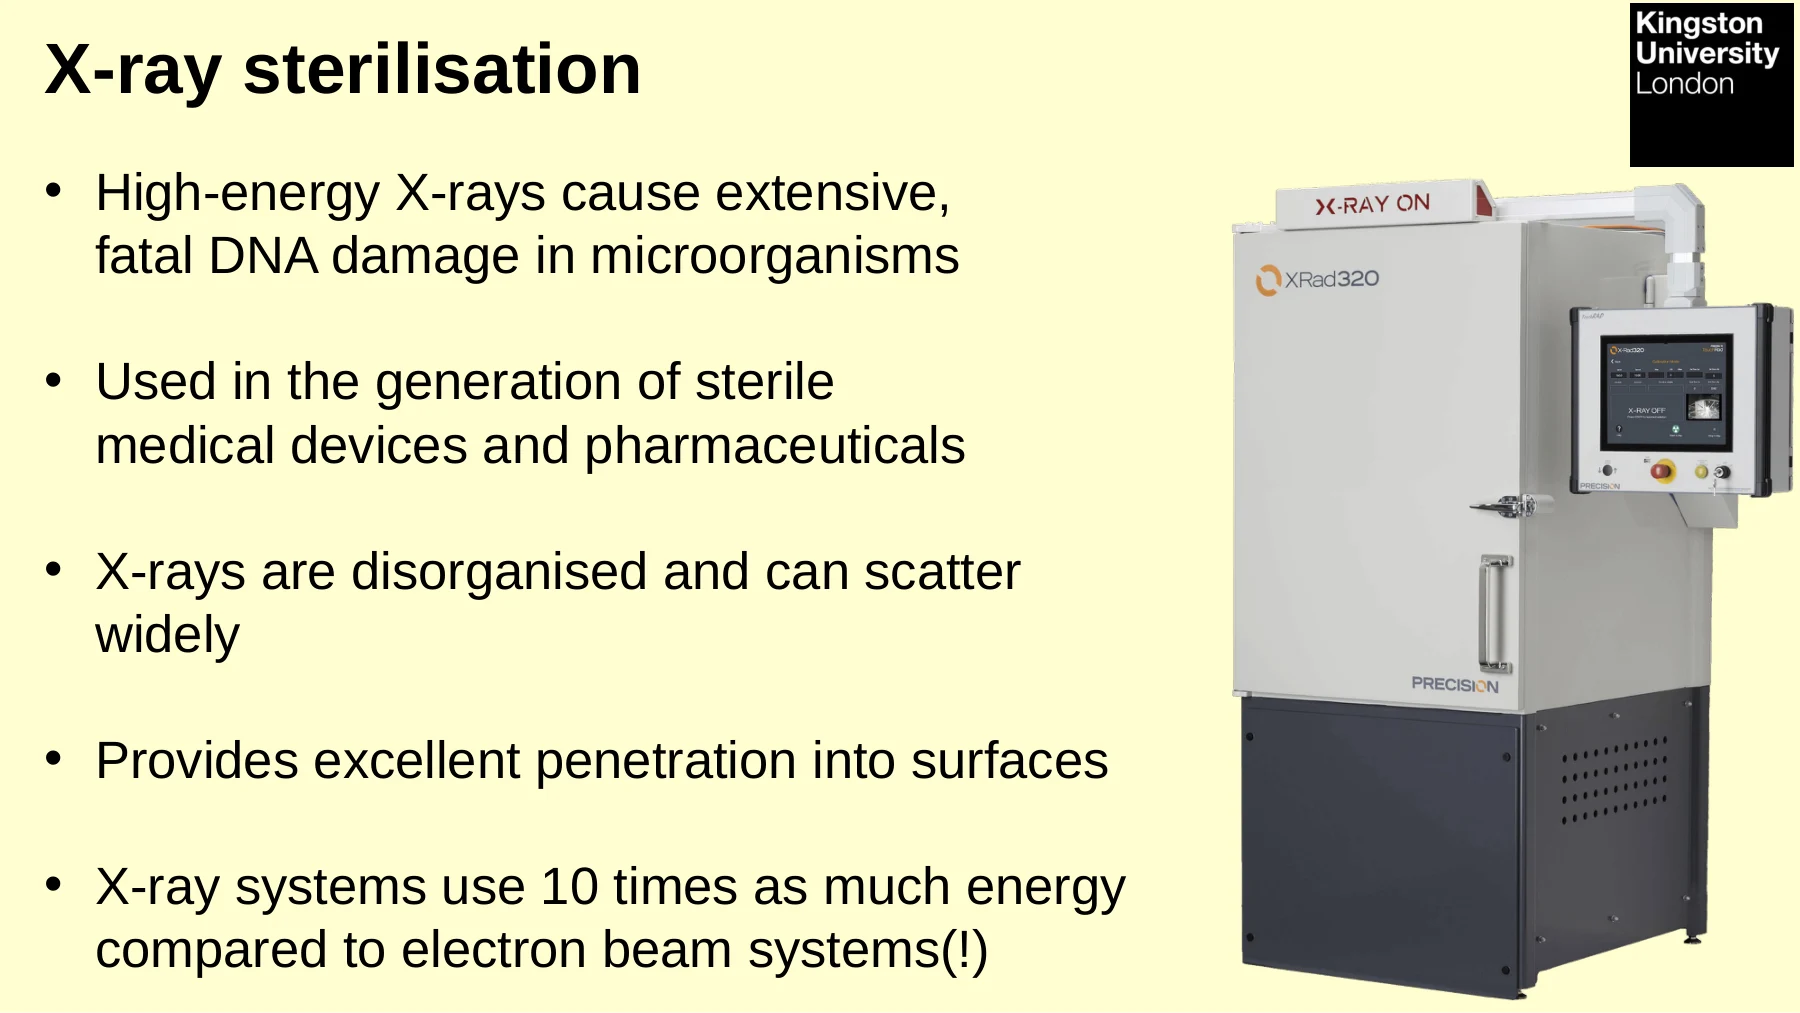 X-ray sterilisation
Kingston
University
London
• High-energy X-rays cause extensive,
fatal DNA damage in microorganisms
• Used in the generation of sterile
medical devices and pharmaceuticals
• X-rays are disorganised and can scatter
widely
• Provides excellent penetration into surfaces
• X-ray systems use 10 times as much energy
compared to electron beam systems(!)
X-RAY ON
XRad320
X-Rad320
X-RAY OFF
PRECISION
PRECISION